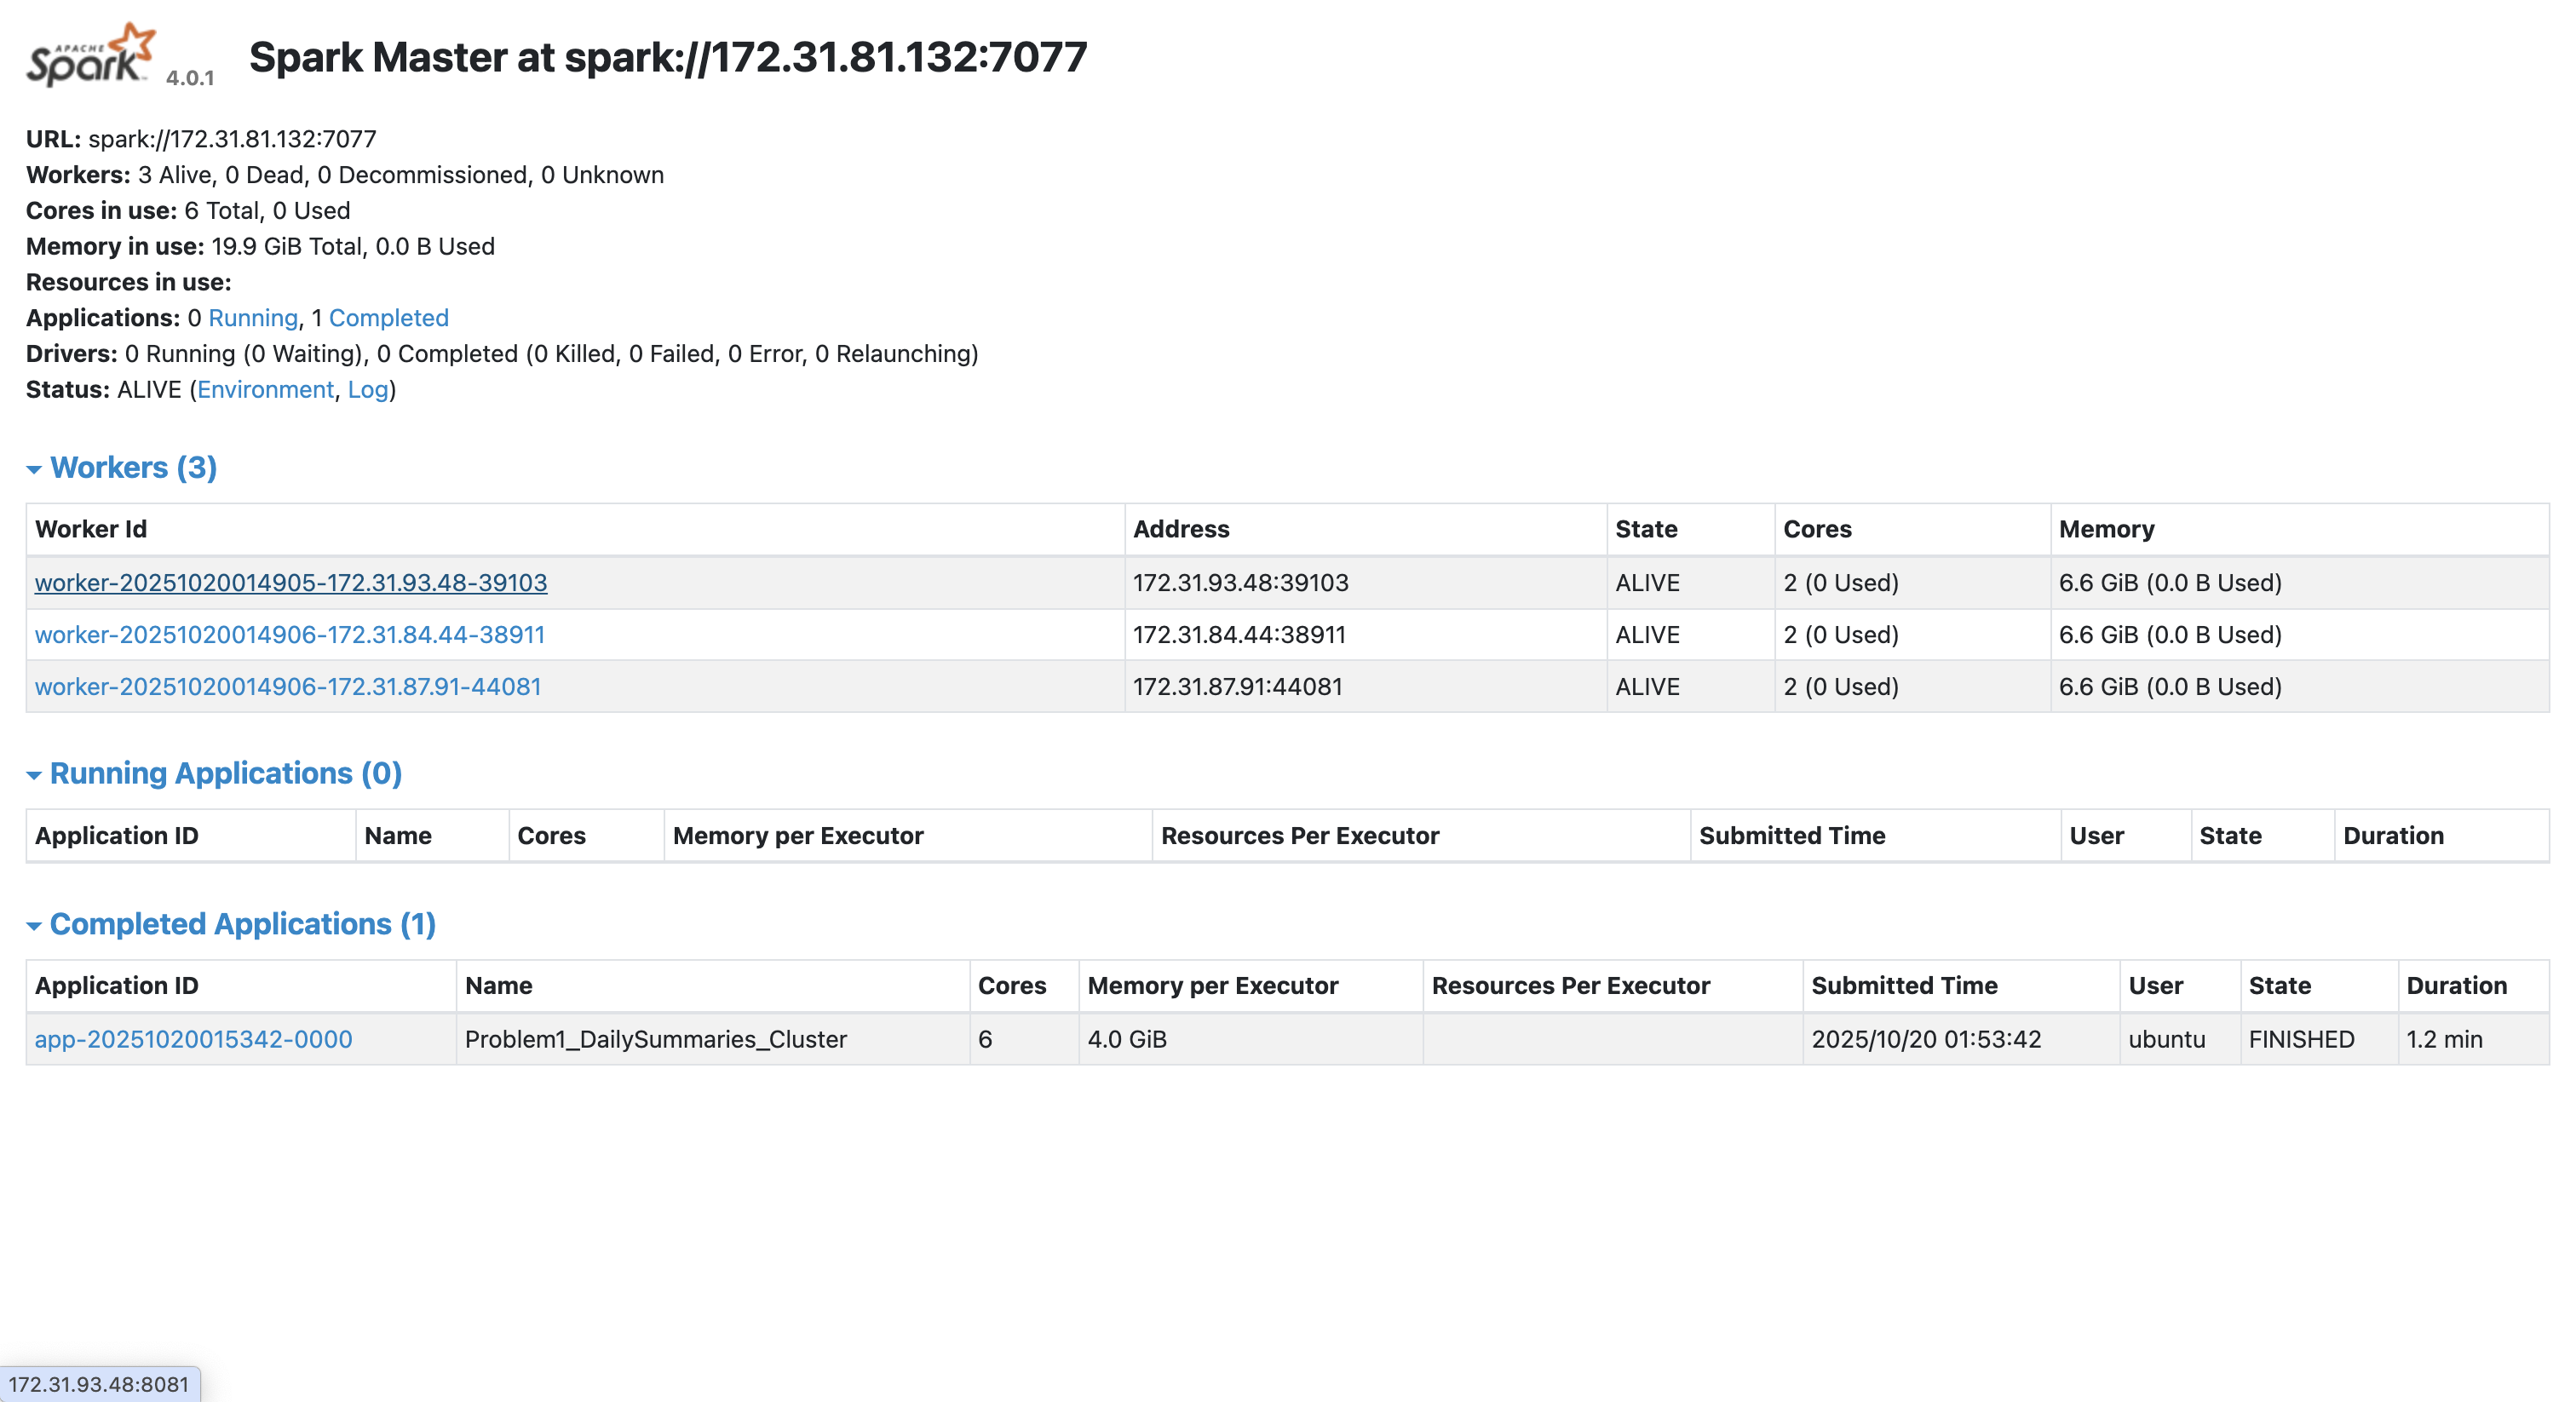 APACHE
Spark 4.0.1 Spark Master at spark://172.31.81.132:7077
URL: spark://172.31.81.132:7077
Workers: 3 Alive, 0 Dead, 0 Decommissioned, 0 Unknown
Cores in use: 6 Total, 0 Used
Memory in use: 19.9 GiB Total, 0.0 B Used
Resources in use:
Applications: 0 Running, 1 Completed
Drivers: 0 Running (0 Waiting), 0 Completed (0 Killed, 0 Failed, 0 Error, 0 Relaunching)
Status: ALIVE (Environment, Log)
Workers (3)
Worker Id Address State Cores Memory
worker-20251020014905-172.31.93.48-39103 172.31.93.48:39103 ALIVE 2 (0 Used) 6.6 GiB (0.0 B Used)
worker-20251020014906-172.31.84.44-38911 172.31.84.44:38911 ALIVE 2 (0 Used) 6.6 GiB (0.0 B Used)
worker-20251020014906-172.31.87.91-44081 172.31.87.91:44081 ALIVE 2 (0 Used) 6.6 GiB (0.0 B Used)
Running Applications (0)
Application ID Name Cores Memory per Executor Resources Per Executor Submitted Time User State Duration
Completed Applications (1)
Application ID Name Cores Memory per Executor Resources Per Executor Submitted Time User State Duration
app-20251020015342-0000 Problem1_DailySummaries_Cluster 6 4.0 GiB 2025/10/20 01:53:42 ubuntu FINISHED 1.2 min
172.31.93.48:8081